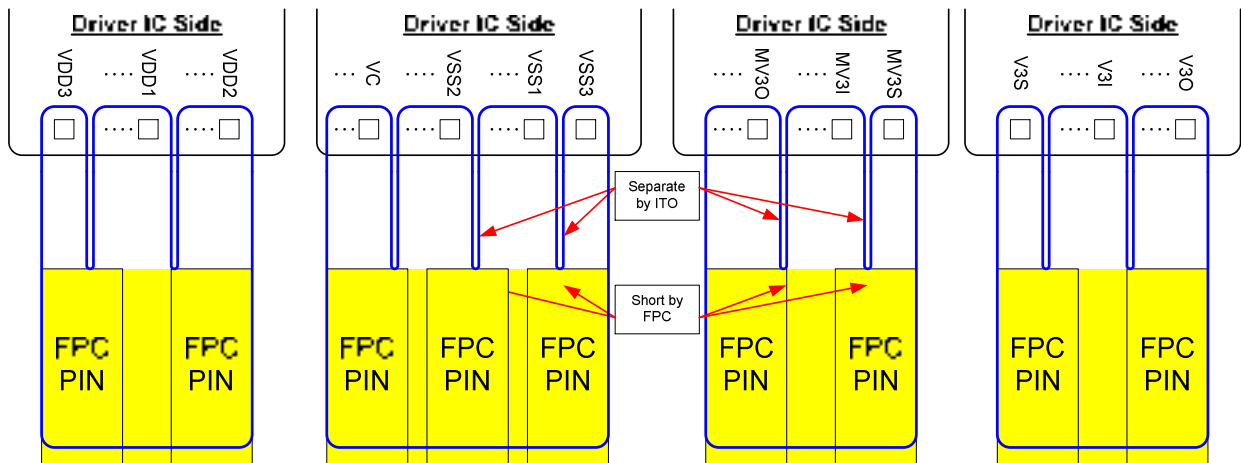 Driver IC Side
Driver IC Side
Driver IC Side
Driver IC Side
VDD3 .... VDD1 .... VDD2
... VC .... VSS2 .... VSS1 VSS3
.... MV3O .... MV3I MV3S
V3S .... V3I .... V3O
.... ....
... .... ....
.... ....
.... ....
Separate
by ITO
Short by
FPC
FPC
PIN
FPC
PIN
FPC
PIN
FPC
PIN
FPC
PIN
FPC
PIN
FPC
PIN
FPC
PIN
FPC
PIN